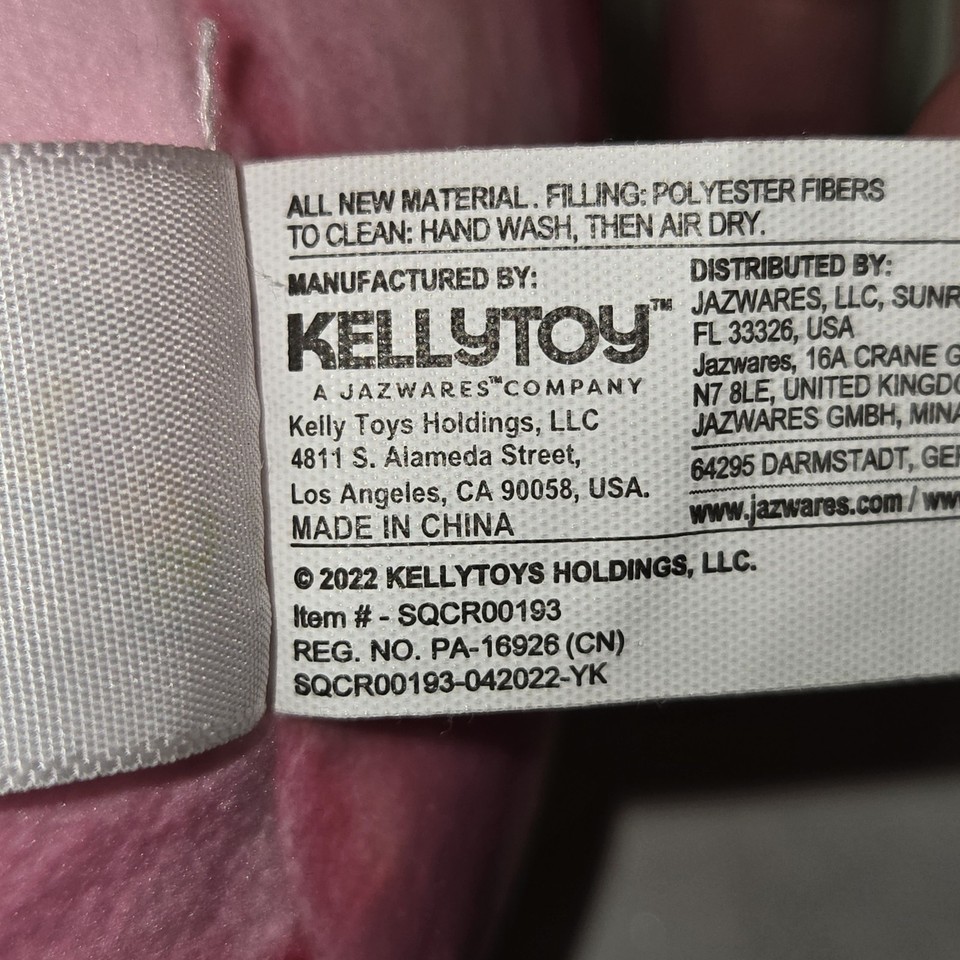 ALL NEW MATERIAL. FILLING: POLYESTER FIBERS
TO CLEAN: HAND WASH, THEN AIR DRY.
MANUFACTURED BY:
KELLYTOY™
A JAZWARES™ COMPANY
Kelly Toys Holdings, LLC
4811 S. Alameda Street,
Los Angeles, CA 90058, USA.
MADE IN CHINA
DISTRIBUTED BY:
JAZWARES, LLC,
FL 33326, USA
Jazwares, 16A CRANE
N7 8LE, UNITED
JAZWARES GMBH,
64295 DARMSTADT,
www.jazwares.com /
© 2022 KELLYTOYS HOLDINGS, LLC.
Item # - SQCR00193
REG. NO. PA-16926 (CN)
SQCR00193-042022-YK